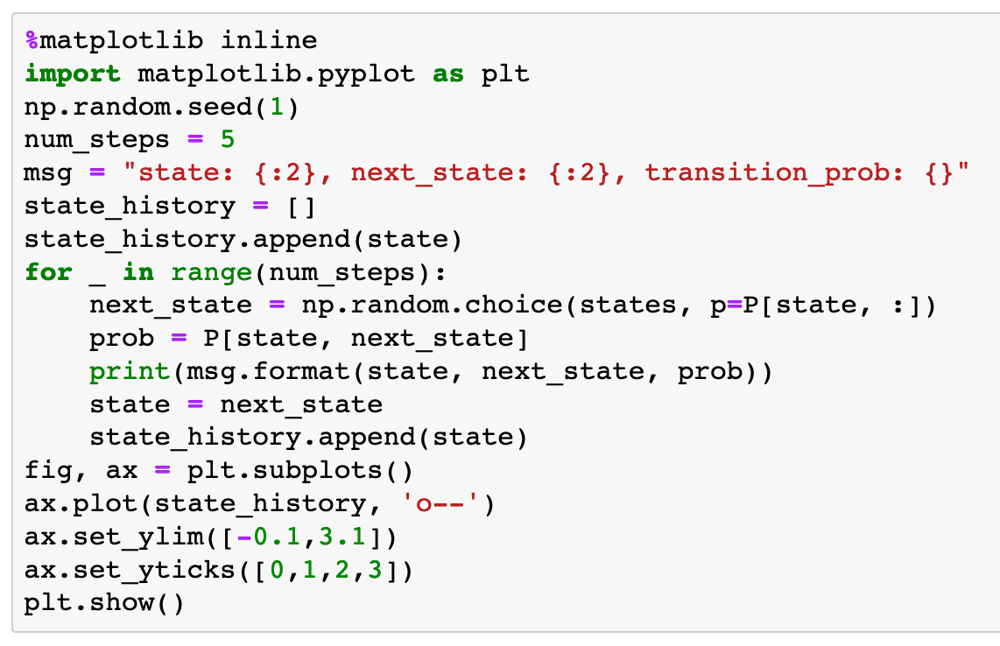 %matplotlib inline
import matplotlib.pyplot as plt
np.random.seed(1)
num_steps = 5
msg = "state: {:2}, next_state: {:2}, transition_prob: {}"
state_history = []
state_history.append(state)
for _ in range(num_steps):
    next_state = np.random.choice(states, p=P[state, :])
    prob = P[state, next_state]
    print(msg.format(state, next_state, prob))
    state = next_state
    state_history.append(state)
fig, ax = plt.subplots()
ax.plot(state_history, 'o--')
ax.set_ylim([-0.1,3.1])
ax.set_yticks([0,1,2,3])
plt.show()